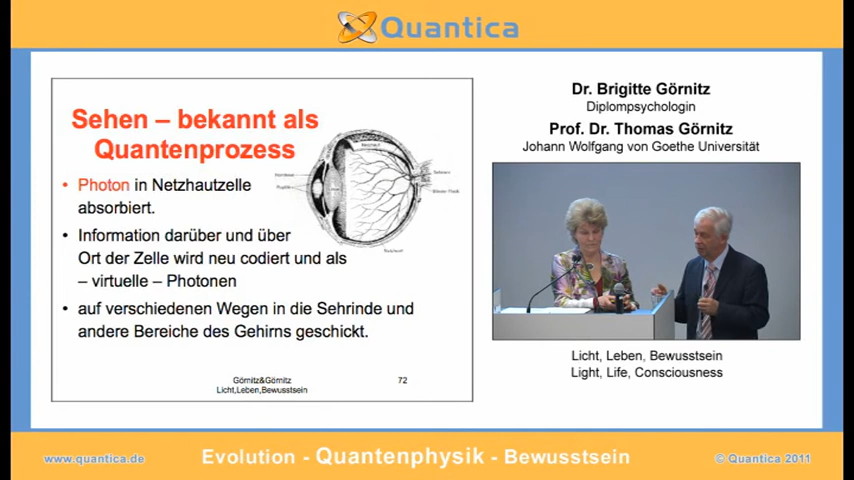 Quantica
Sehen – bekannt als
Quantenprozess
• Photon in Netzhautzelle
absorbiert.
• Information darüber und über
Ort der Zelle wird neu codiert und als
– virtuelle – Photonen
• auf verschiedenen Wegen in die Sehrinde und
andere Bereiche des Gehirns geschickt.
Görnitz&Görnitz
Licht,Leben,Bewusstsein
72
Netzhaut
Pupille
Dr. Brigitte Görnitz
Diplompsychologin
Prof. Dr. Thomas Görnitz
Johann Wolfgang von Goethe Universität
Licht, Leben, Bewusstsein
Light, Life, Consciousness
www.quantica.de
Evolution - Quantenphysik - Bewusstsein
© Quantica 2011